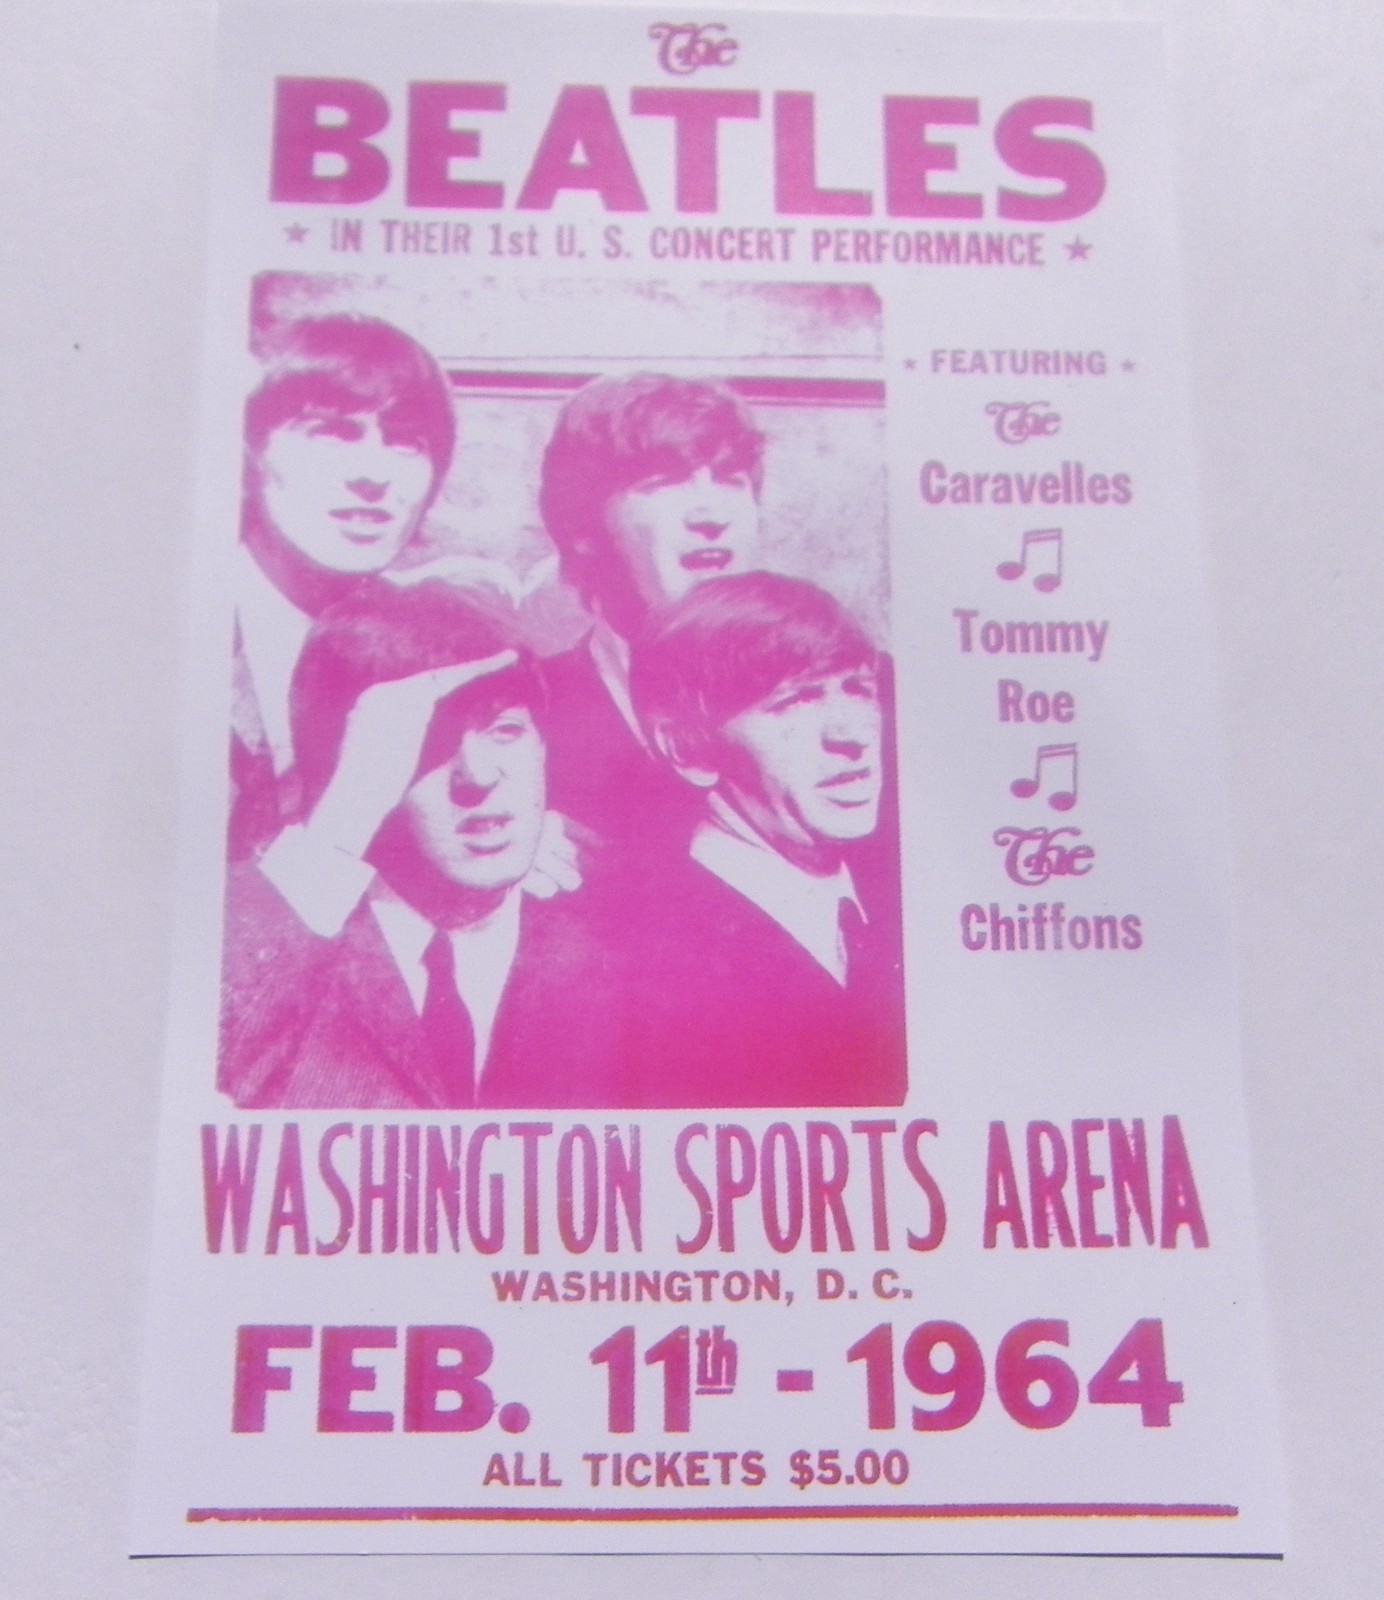 The
BEATLES
★ IN THEIR 1st U. S. CONCERT PERFORMANCE ★
★ FEATURING ★
The
Caravelles
♫
Tommy
Roe
♫
The
Chiffons
WASHINGTON SPORTS ARENA
WASHINGTON, D. C.
FEB. 11th - 1964
ALL TICKETS $5.00